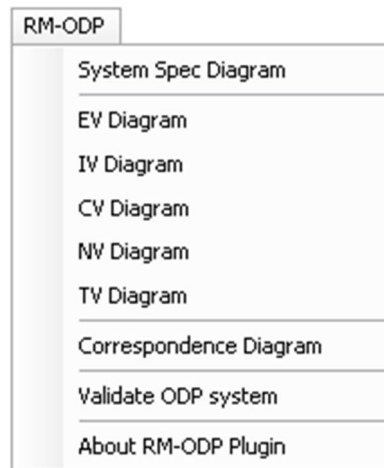 RM-ODP
System Spec Diagram
EV Diagram
IV Diagram
CV Diagram
NV Diagram
TV Diagram
Correspondence Diagram
Validate ODP system
About RM-ODP Plugin